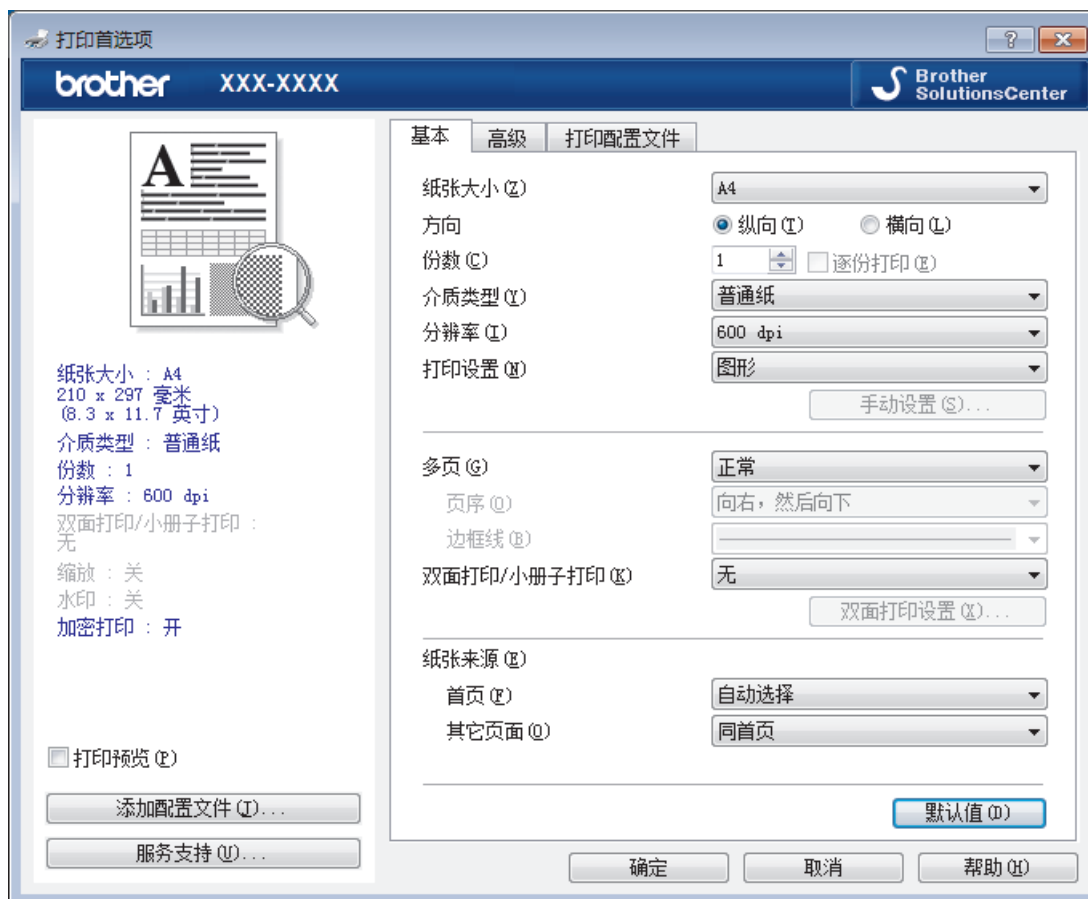 打印首选项
brother XXX-XXXX
Brother
SolutionsCenter
A
纸张大小 : A4
210 x 297 毫米
(8.3 x 11.7 英寸)
介质类型 : 普通纸
份数 : 1
分辨率 : 600 dpi
双面打印/小册子打印 :
无
缩放 : 关
水印 : 关
加密打印 : 开
打印预览(P)
添加配置文件(J)...
服务支持(U)...
基本 高级 打印配置文件
纸张大小(Z) A4
方向 纵向(T) 横向(L)
份数(C) 1 逐份打印(E)
介质类型(Y) 普通纸
分辨率(I) 600 dpi
打印设置(N) 图形
手动设置(S)...
多页(G) 正常
页序(O) 向右，然后向下
边框线(B)
双面打印/小册子打印(K) 无
双面打印设置(X)...
纸张来源(E)
首页(F) 自动选择
其它页面(O) 同首页
默认值(D)
确定 取消 帮助(H)